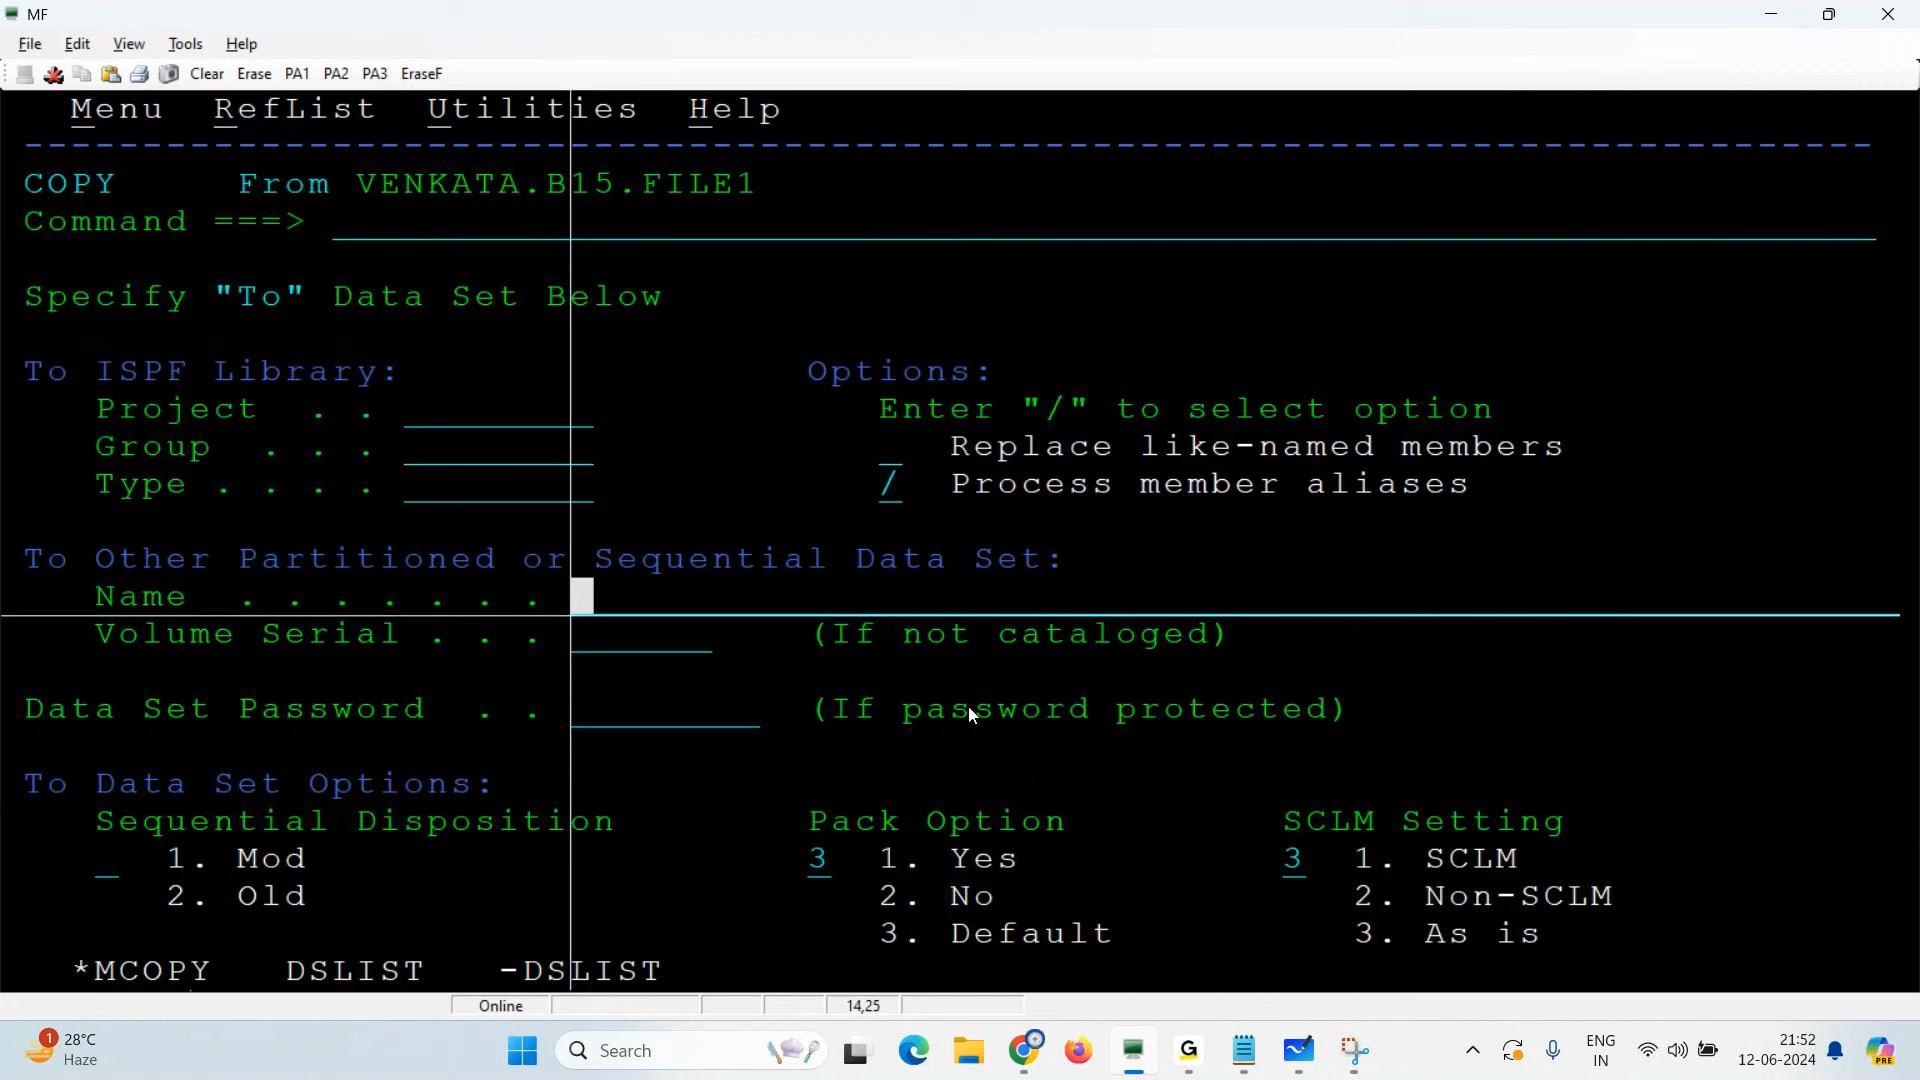 MF
File Edit View Tools Help
Clear Erase PA1 PA2 PA3 EraseF
Menu RefList Utilities Help
COPY From VENKATA.B15.FILE1
Command ===>
Specify "To" Data Set Below
To ISPF Library: Options:
Project . . Enter "/" to select option
Group . . . Replace like-named members
Type . . . . / Process member aliases
To Other Partitioned or Sequential Data Set:
Name . . . . . . .
Volume Serial . . . (If not cataloged)
Data Set Password . . (If password protected)
To Data Set Options:
Sequential Disposition Pack Option SCLM Setting
1. Mod 3 1. Yes 3 1. SCLM
2. Old 2. No 2. Non-SCLM
3. Default 3. As is
*MCOPY DSLIST -DSLIST
Online 14,25
1 28°C
Haze
Search
G
ENG
IN
21:52
12-06-2024
PRE